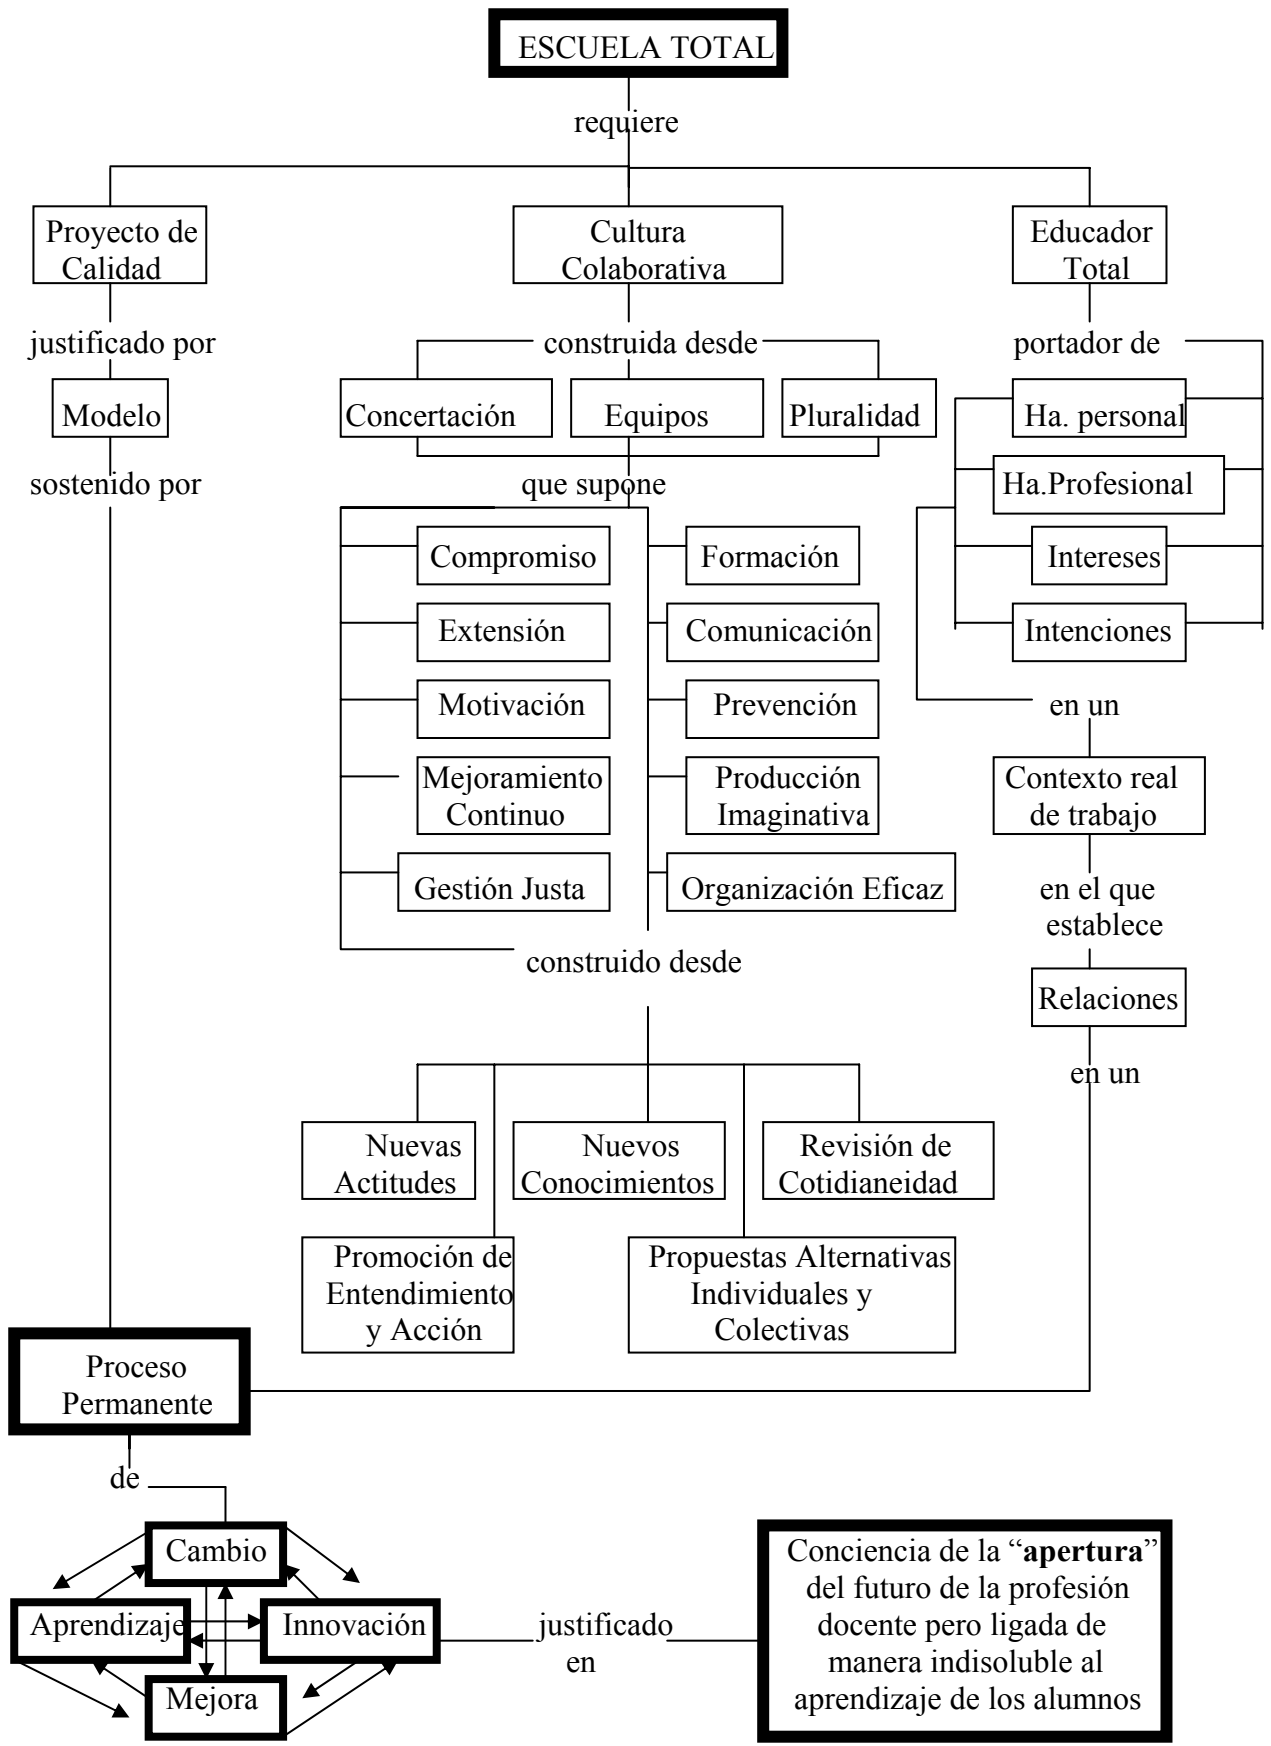 ESCUELA TOTAL
requiere
Proyecto de
Calidad
Cultura
Colaborativa
Educador
Total
justificado por
construida desde
portador de
Modelo
Concertación
Equipos
Pluralidad
Ha. personal
sostenido por
que supone
Ha.Profesional
Compromiso
Formación
Intereses
Extensión
Comunicación
Intenciones
Motivación
Prevención
en un
Mejoramiento
Continuo
Producción
Imaginativa
Contexto real
de trabajo
Gestión Justa
Organización Eficaz
en el que
establece
construido desde
Relaciones
en un
Nuevas
Actitudes
Nuevos
Conocimientos
Revisión de
Cotidianeidad
Promoción de
Entendimiento
y Acción
Propuestas Alternativas
Individuales y
Colectivas
Proceso
Permanente
de
Cambio
Aprendizaje
Innovación
Mejora
justificado
en
Conciencia de la “apertura”
del futuro de la profesión
docente pero ligada de
manera indisoluble al
aprendizaje de los alumnos